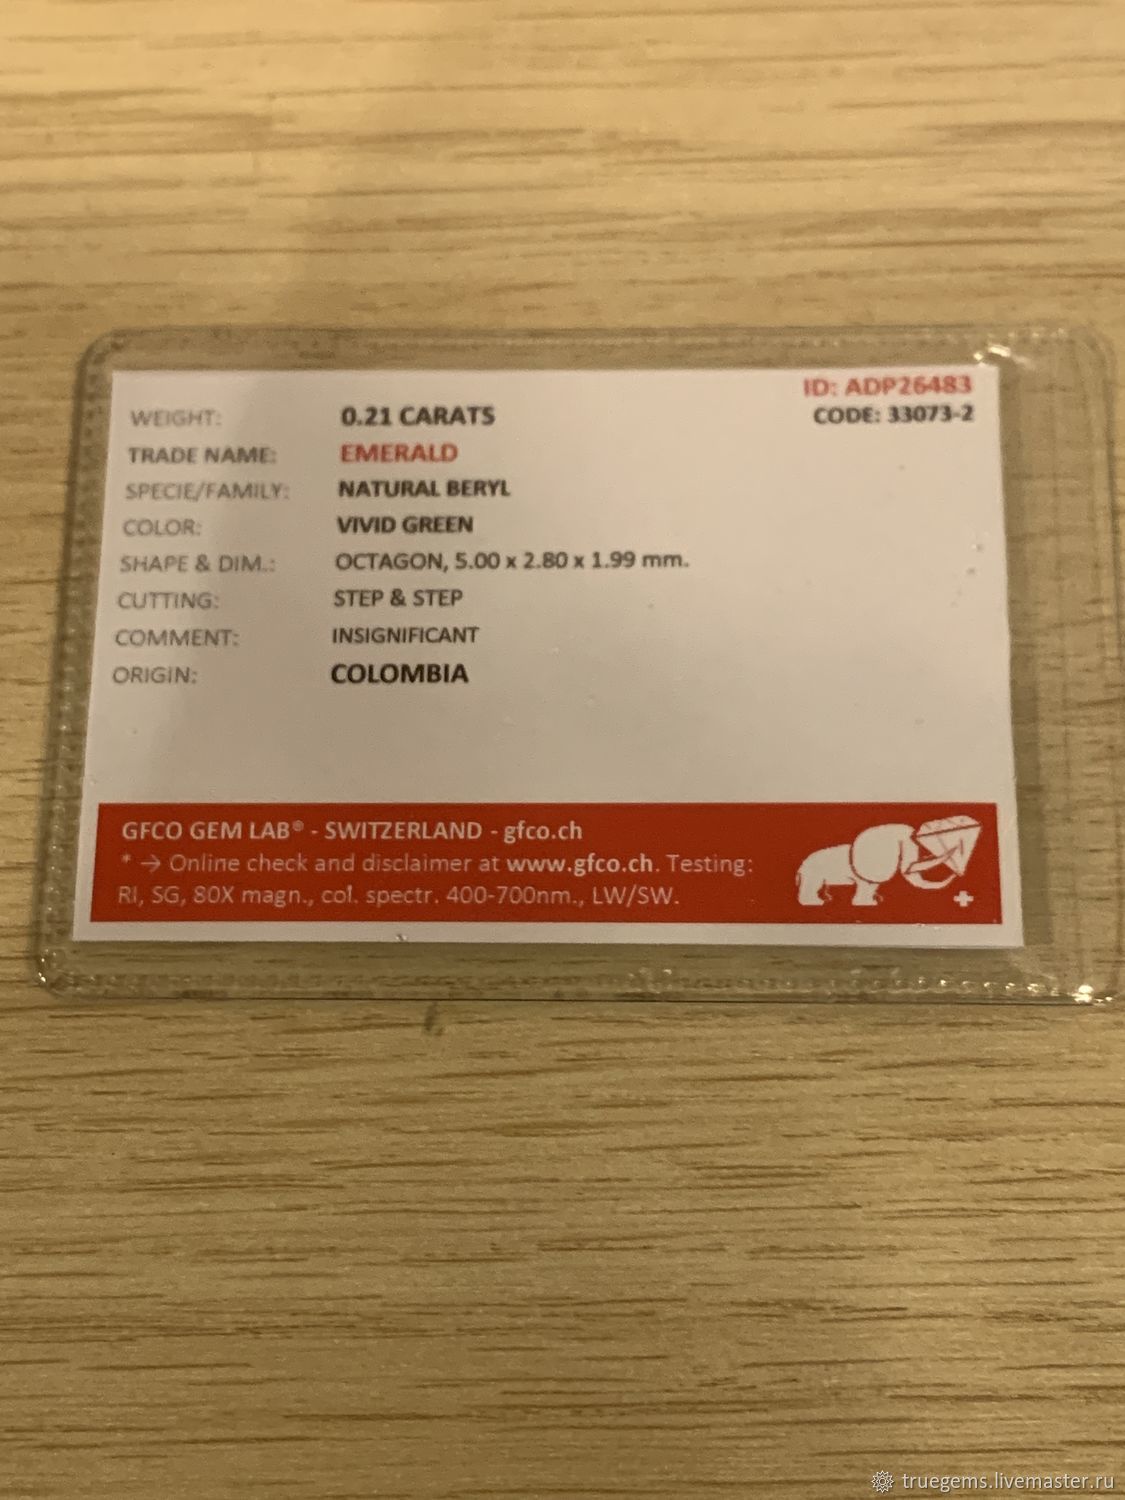 ID: ADP26483
CODE: 33073-2
WEIGHT: 0.21 CARATS
TRADE NAME: EMERALD
SPECIE/FAMILY: NATURAL BERYL
COLOR: VIVID GREEN
SHAPE & DIM.: OCTAGON, 5.00 x 2.80 x 1.99 mm.
CUTTING: STEP & STEP
COMMENT: INSIGNIFICANT
ORIGIN: COLOMBIA
GFCO GEM LAB® - SWITZERLAND - gfco.ch
* → Online check and disclaimer at www.gfco.ch. Testing:
RI, SG, 80X magn., col. spectr. 400-700nm., LW/SW.
truegems.livemaster.ru